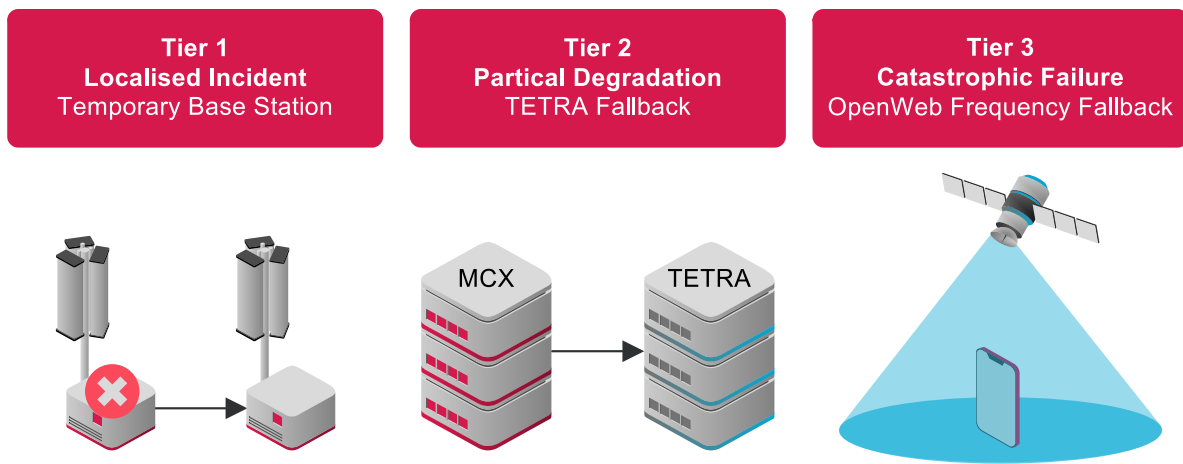 Tier 1
Localised Incident
Temporary Base Station
Tier 2
Partical Degradation
TETRA Fallback
Tier 3
Catastrophic Failure
OpenWeb Frequency Fallback
MCX
TETRA